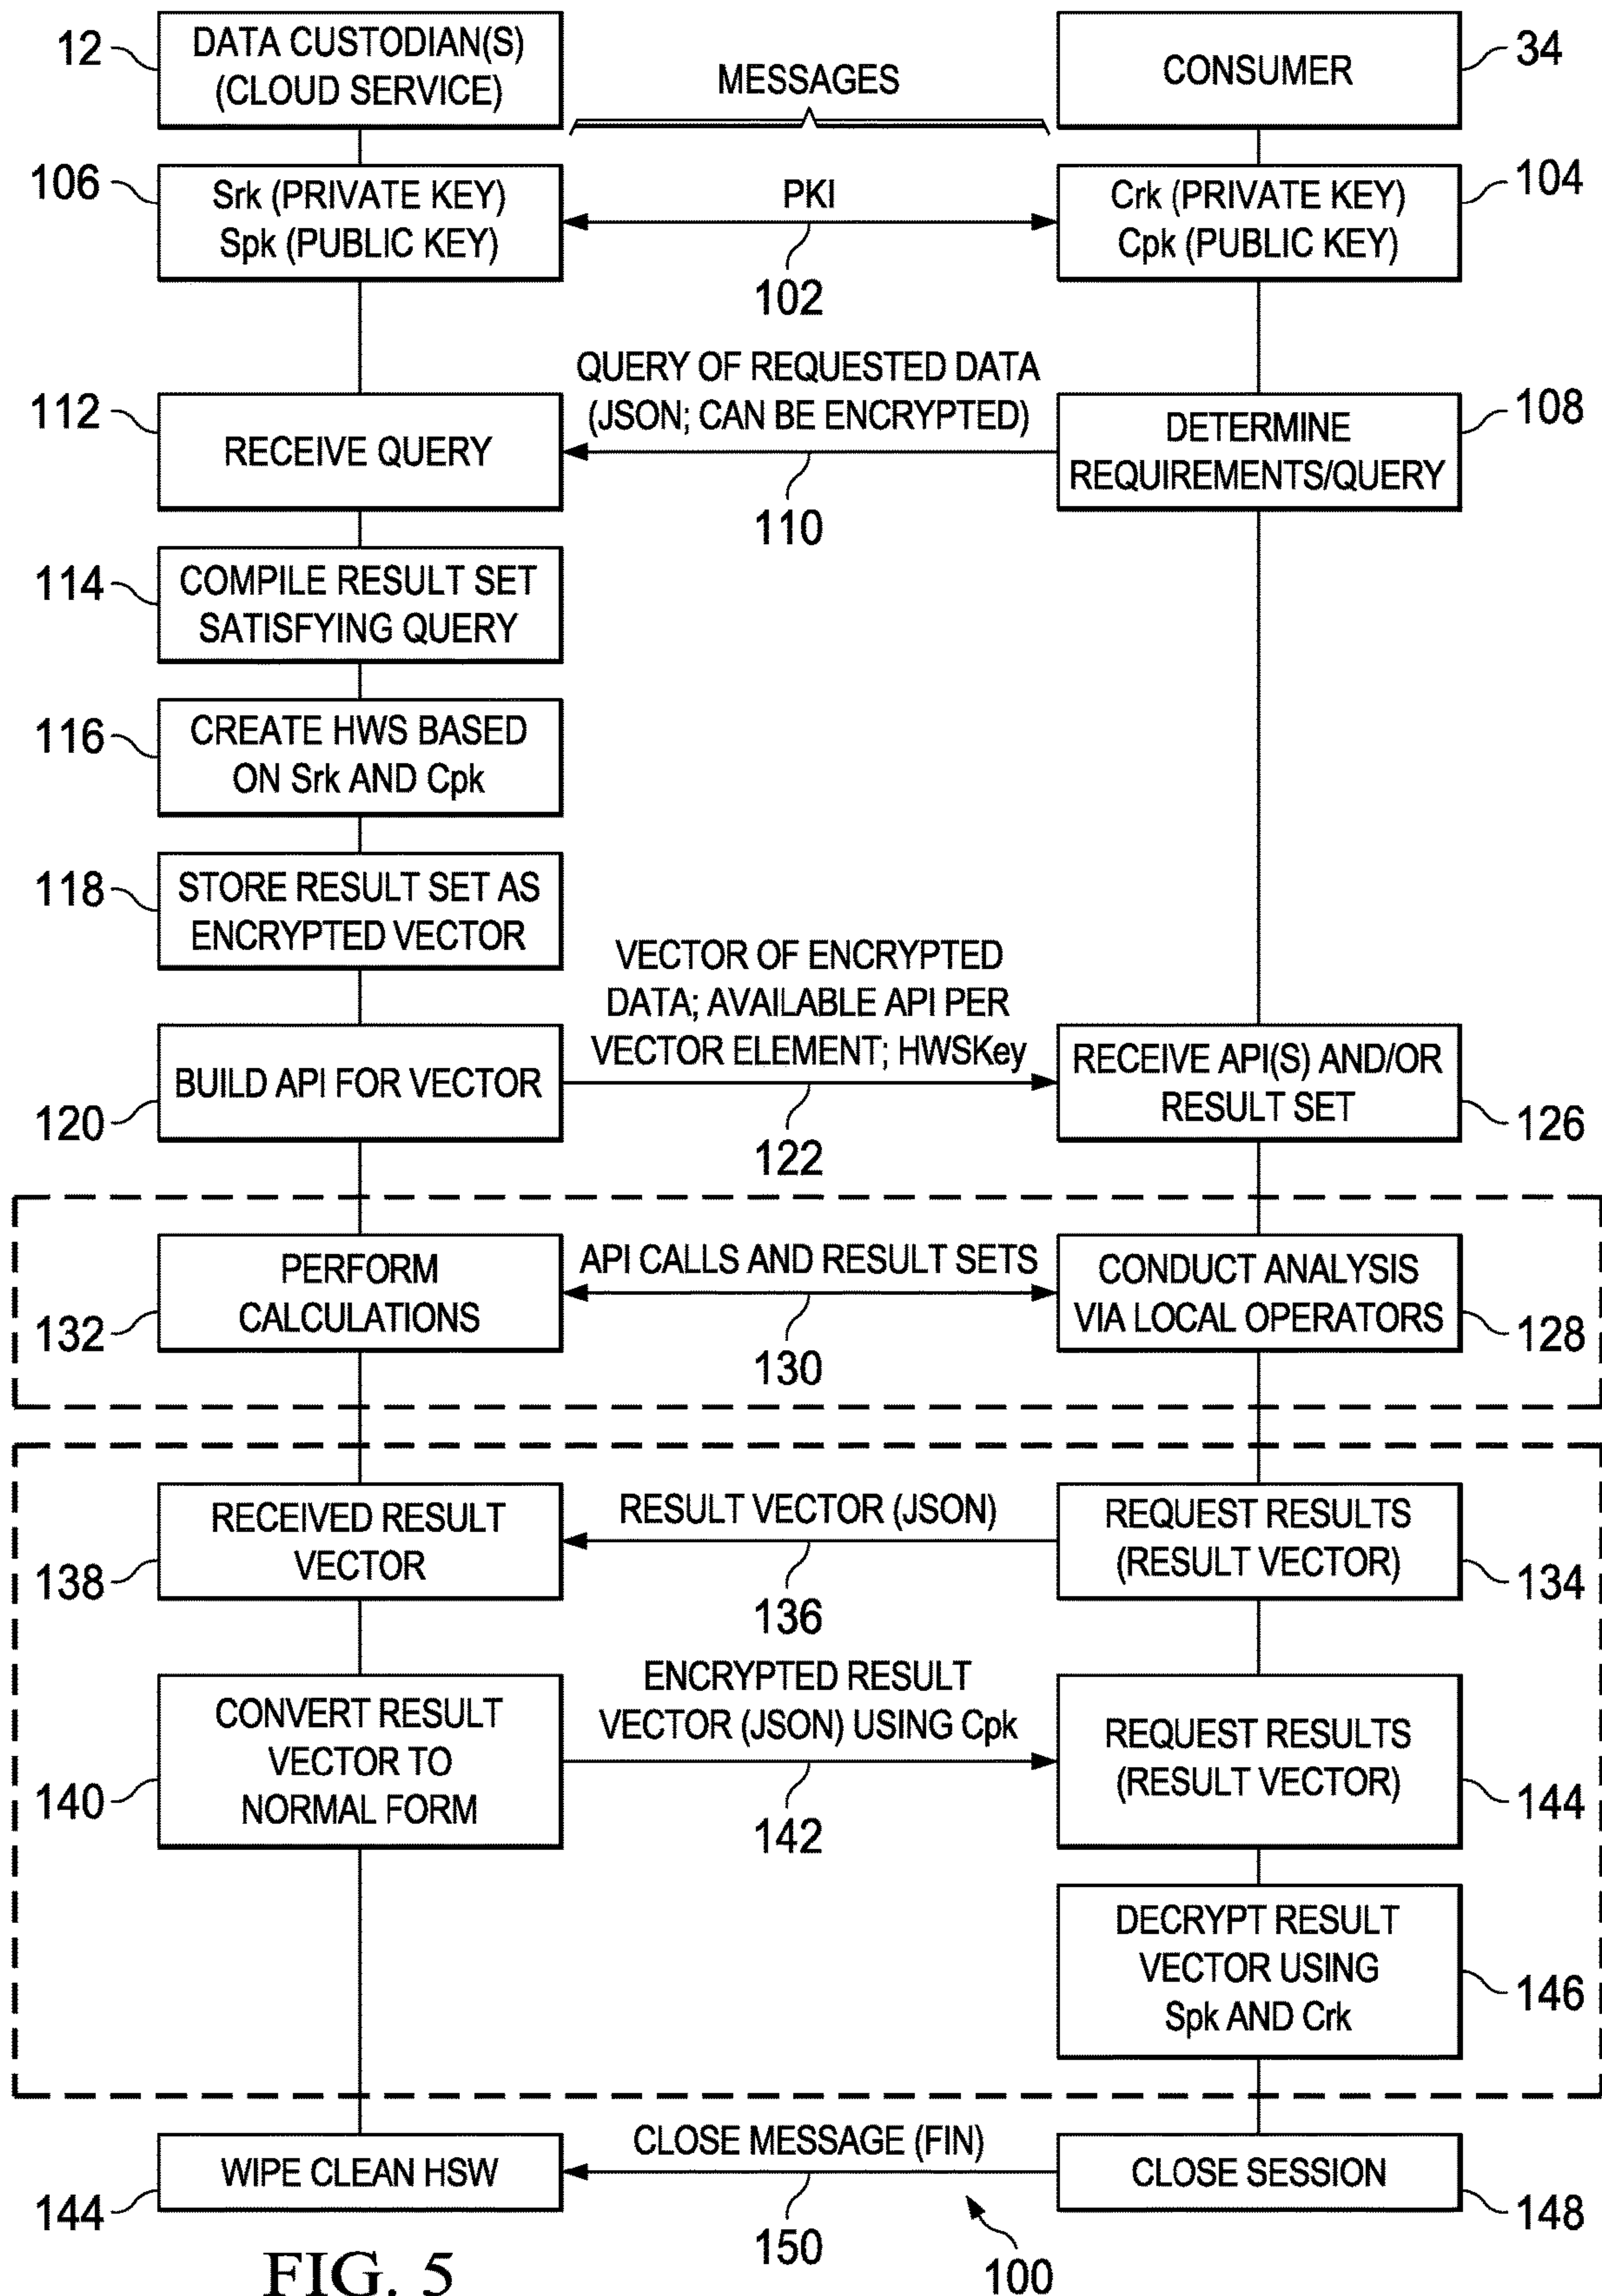 12
DATA CUSTODIAN(S)
(CLOUD SERVICE)
MESSAGES
CONSUMER
34
106
Srk (PRIVATE KEY)
Spk (PUBLIC KEY)
PKI
102
Crk (PRIVATE KEY)
Cpk (PUBLIC KEY)
104
112
RECEIVE QUERY
QUERY OF REQUESTED DATA
(JSON; CAN BE ENCRYPTED)
110
DETERMINE
REQUIREMENTS/QUERY
108
114
COMPILE RESULT SET
SATISFYING QUERY
116
CREATE HWS BASED
ON Srk AND Cpk
118
STORE RESULT SET AS
ENCRYPTED VECTOR
120
BUILD API FOR VECTOR
VECTOR OF ENCRYPTED
DATA; AVAILABLE API PER
VECTOR ELEMENT; HWSKey
122
RECEIVE API(S) AND/OR
RESULT SET
126
132
PERFORM
CALCULATIONS
API CALLS AND RESULT SETS
130
CONDUCT ANALYSIS
VIA LOCAL OPERATORS
128
138
RECEIVED RESULT
VECTOR
RESULT VECTOR (JSON)
136
REQUEST RESULTS
(RESULT VECTOR)
134
140
CONVERT RESULT
VECTOR TO
NORMAL FORM
ENCRYPTED RESULT
VECTOR (JSON) USING Cpk
142
REQUEST RESULTS
(RESULT VECTOR)
144
DECRYPT RESULT
VECTOR USING
Spk AND Crk
146
144
WIPE CLEAN HSW
CLOSE MESSAGE (FIN)
150
CLOSE SESSION
148
100
FIG. 5